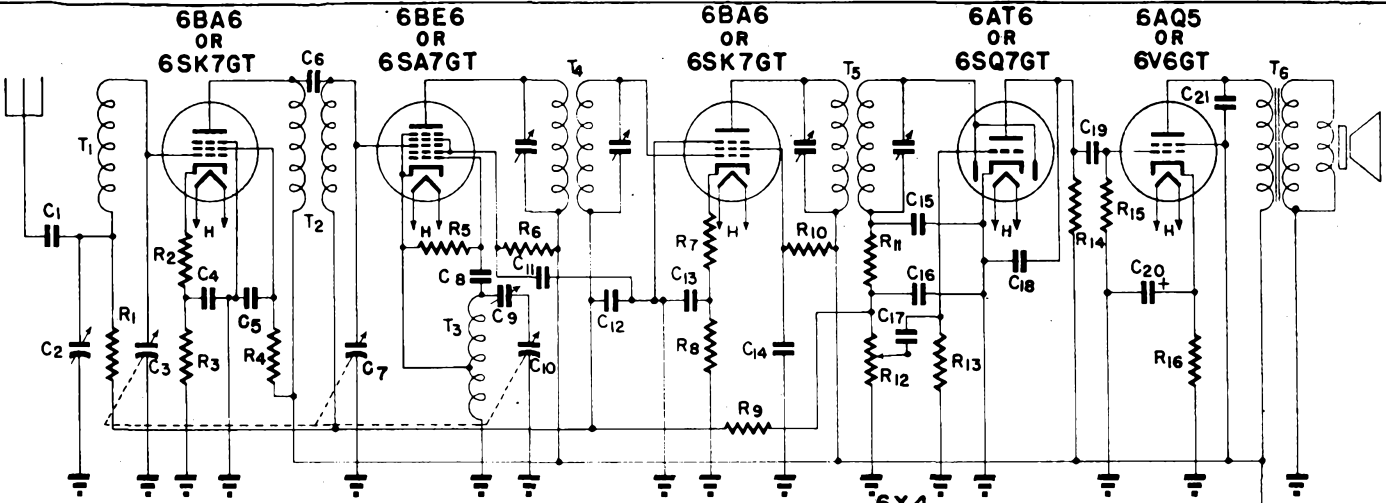 6BA6
OR
6SK7GT
6BE6
OR
6SA7GT
6BA6
OR
6SK7GT
6AT6
OR
6SQ7GT
6AQ5
OR
6V6GT
C6
T4
T5
T6
C21
T1
C19
H
H
H
H
H
C1
T2
R2
R5
R6
R7
R10
C15
R11
R14
R15
C4
C5
C8
C11
C13
C16
C18
C20
+
C2
R1
C3
R3
R4
C7
T3
C9
C10
C12
R8
C14
C17
R12
R13
R16
R9
6X4